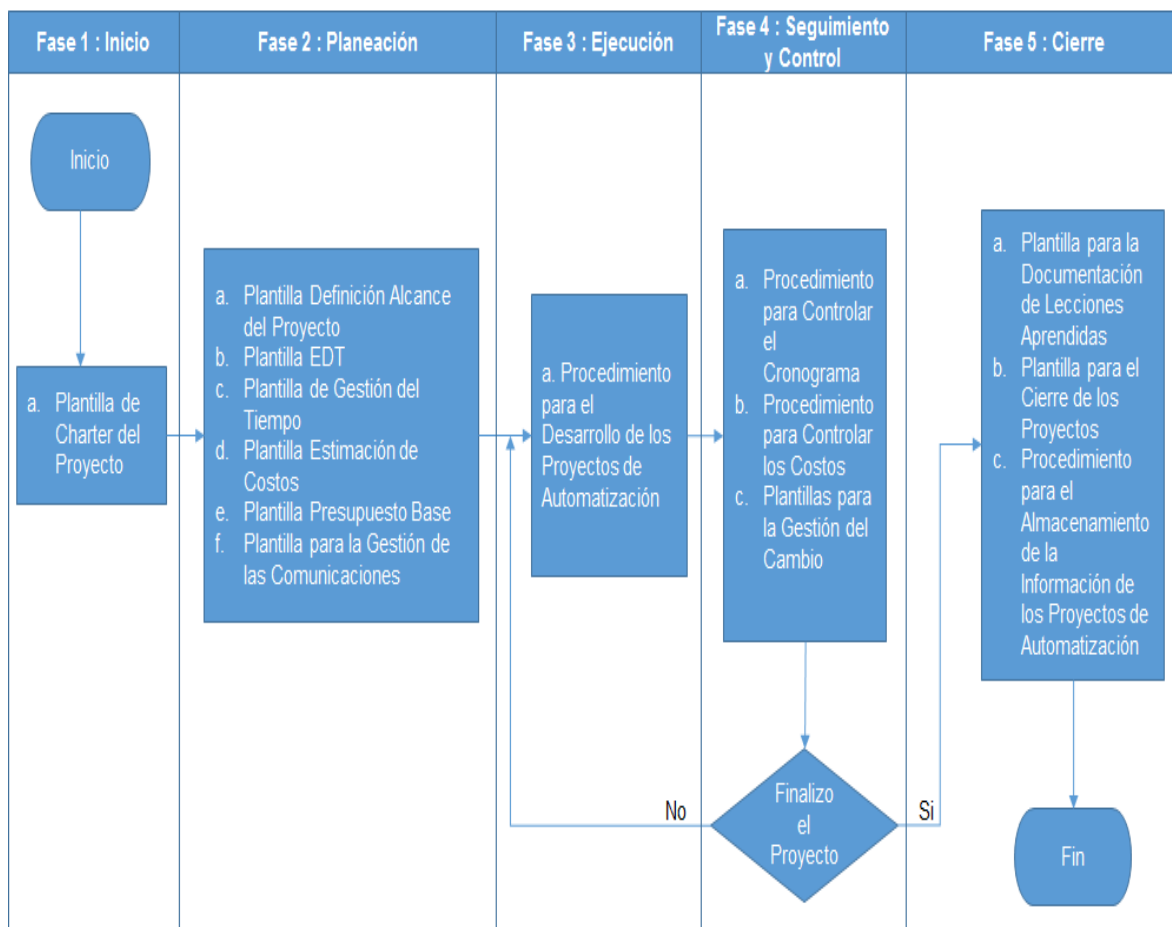 Fase 1 : Inicio
Fase 2 : Planeación
Fase 3 : Ejecución
Fase 4 : Seguimiento
y Control
Fase 5 : Cierre
Inicio
a. Plantilla de
Charter del
Proyecto
a. Plantilla Definición Alcance
del Proyecto
b. Plantilla EDT
c. Plantilla de Gestión del
Tiempo
d. Plantilla Estimación de
Costos
e. Plantilla Presupuesto Base
f. Plantilla para la Gestión de
las Comunicaciones
a. Procedimiento
para el
Desarrollo de los
Proyectos de
Automatización
a. Procedimiento
para Controlar
el
Cronograma
b. Procedimiento
para Controlar
los Costos
c. Plantillas para
la Gestión del
Cambio
Finalizo
el
Proyecto
No
Si
a. Plantilla para la
Documentación
de Lecciones
Aprendidas
b. Plantilla para el
Cierre de los
Proyectos
c. Procedimiento
para el
Almacenamiento
de la
Información de
los Proyectos de
Automatización
Fin